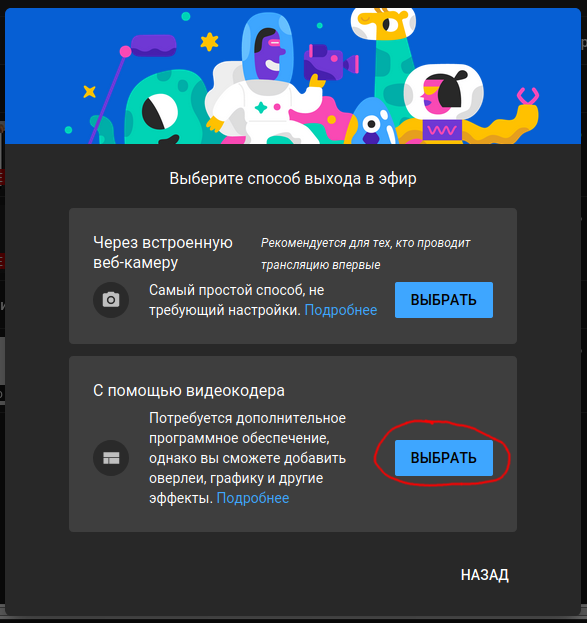 Выберите способ выхода в эфир
Через встроенную
веб-камеру
Рекомендуется для тех, кто проводит
трансляцию впервые
Самый простой способ, не
требующий настройки. Подробнее
ВЫБРАТЬ
С помощью видеокодера
Потребуется дополнительное
программное обеспечение,
однако вы сможете добавить
оверлеи, графику и другие
эффекты. Подробнее
ВЫБРАТЬ
НАЗАД